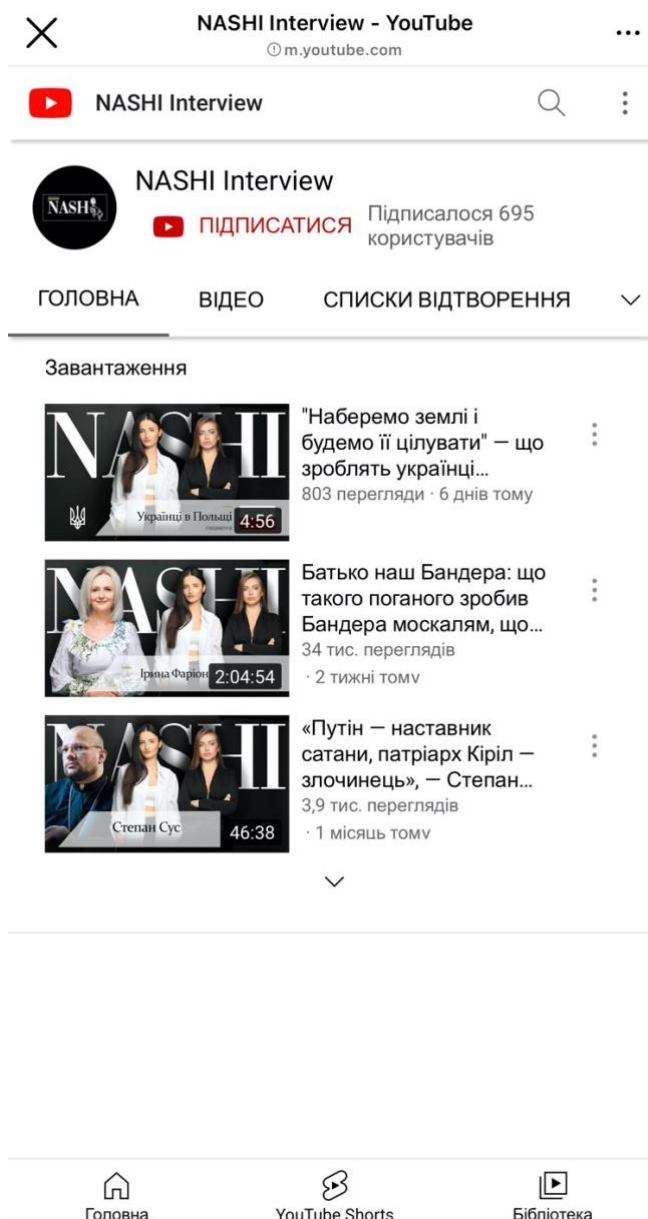 NASHI Interview - YouTube
m.youtube.com
NASHI Interview
NASHI
NASHI Interview
ПІДПИСАТИСЯ
Підписалося 695
користувачів
ГОЛОВНА ВІДЕО СПИСКИ ВІДТВОРЕННЯ
Завантаження
NASHI
Українці в Польщі
4:56
"Наберемо землі і
будемо її цілувати" — що
зроблять українці...
803 перегляди · 6 днів тому
NASHI
Ірина Фаріон
2:04:54
Батько наш Бандера: що
такого поганого зробив
Бандера москалям, що...
34 тис. переглядів
· 2 тижні тому
NASHI
Степан Сус
46:38
«Путін — наставник
сатани, патріарх Кіріл —
злочинець», — Степан...
3,9 тис. переглядів
· 1 місяць тому
Головна YouTube Shorts Бібліотека